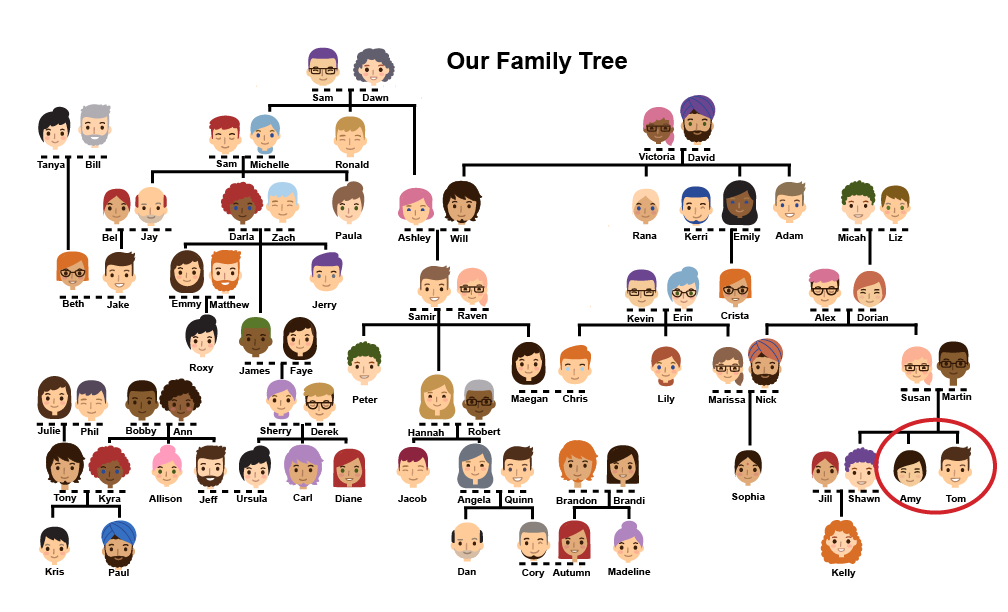 Our Family Tree
Sam Dawn
Tanya Bill
Sam Michelle Ronald
Victoria David
Bel Jay
Darla Zach Paula
Ashley Will
Rana Kerri Emily Adam
Micah Liz
Beth Jake
Emmy Matthew Jerry
Samir Raven
Kevin Erin Crista
Alex Dorian
Roxy James Faye
Peter
Maegan Chris
Lily Marissa Nick
Susan Martin
Julie Phil Bobby Ann
Sherry Derek
Hannah Robert
Tony Kyra Allison Jeff Ursula Carl Diane
Jacob Angela Quinn Brandon Brandi
Sophia
Jill Shawn Amy Tom
Kris Paul
Dan Cory Autumn Madeline
Kelly